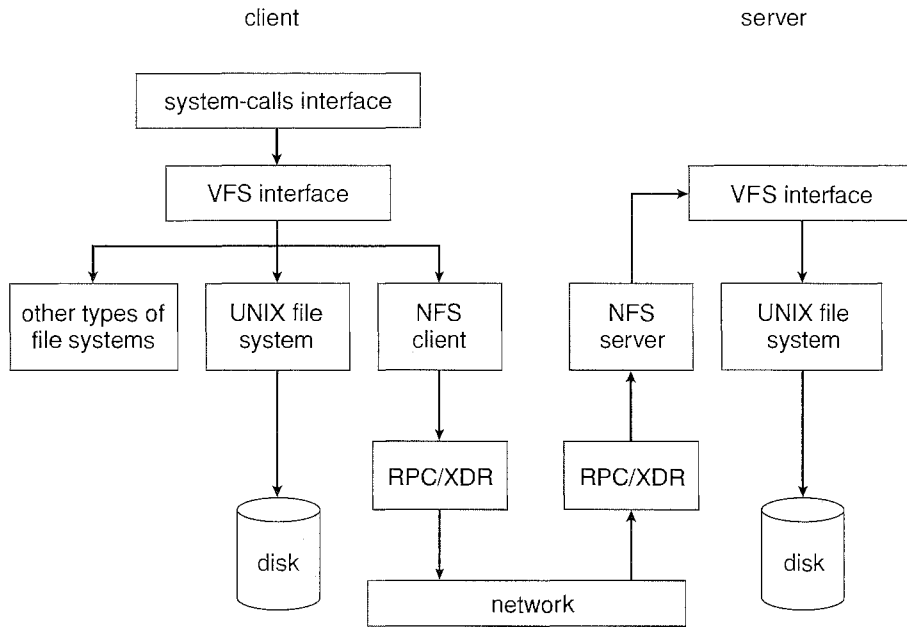 client
server
system-calls interface
VFS interface
VFS interface
other types of
file systems
UNIX file
system
NFS
client
NFS
server
UNIX file
system
RPC/XDR
RPC/XDR
disk
disk
network